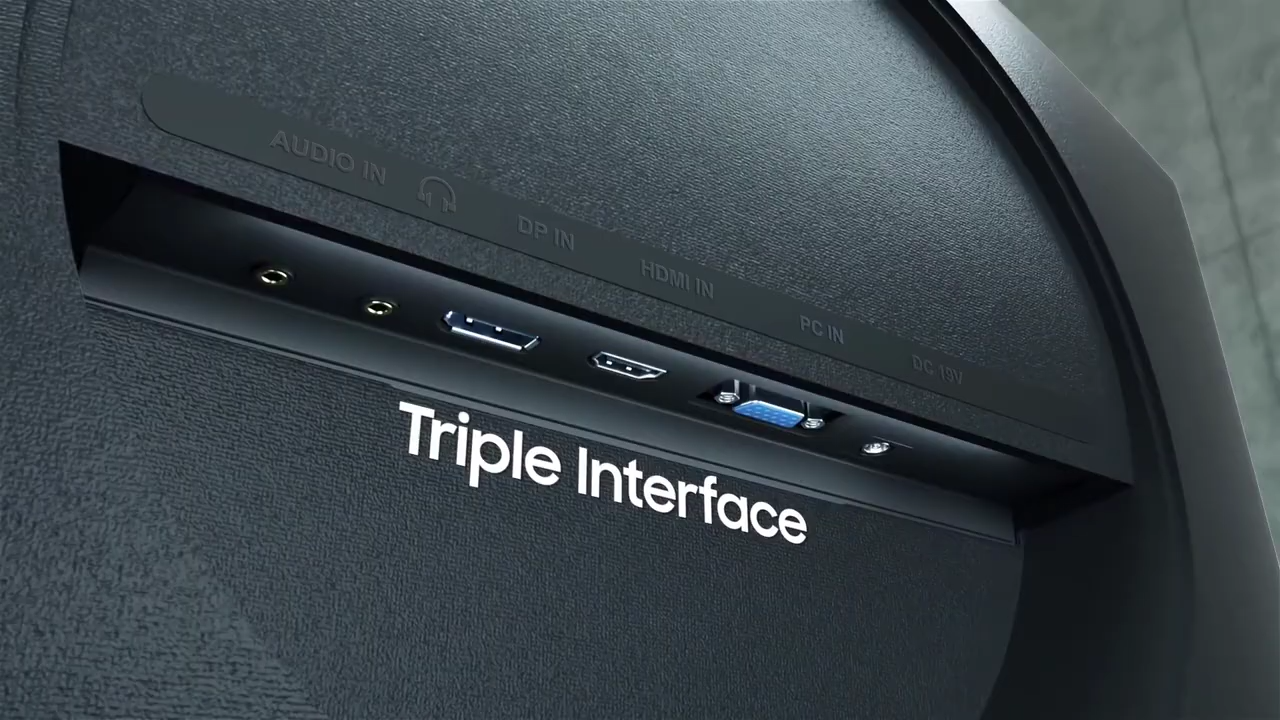 AUDIO IN
DP IN
HDMI IN
PC IN
DC 19V
Triple Interface